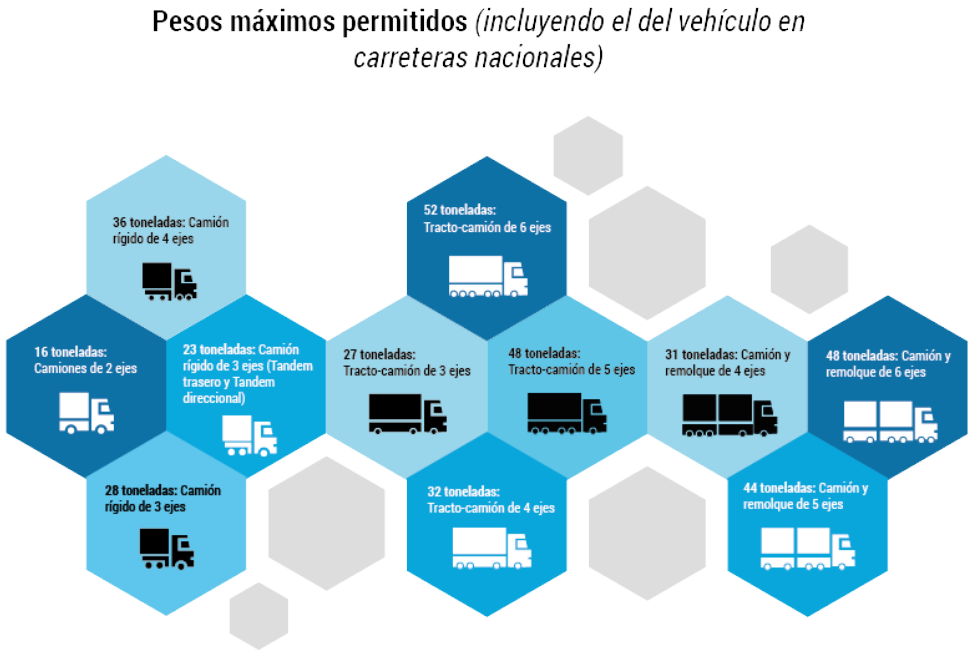 Pesos máximos permitidos (incluyendo el del vehículo en
carreteras nacionales)
36 toneladas: Camión
rígido de 4 ejes
52 toneladas:
Tracto-camión de 6 ejes
16 toneladas:
Camiones de 2 ejes
23 toneladas: Camión
rígido de 3 ejes (Tandem
trasero y Tandem
direccional)
27 toneladas:
Tracto-camión de 3 ejes
48 toneladas:
Tracto-camión de 5 ejes
31 toneladas: Camión y
remolque de 4 ejes
48 toneladas: Camión y
remolque de 6 ejes
28 toneladas: Camión
rígido de 3 ejes
32 toneladas:
Tracto-camión de 4 ejes
44 toneladas: Camión y
remolque de 5 ejes